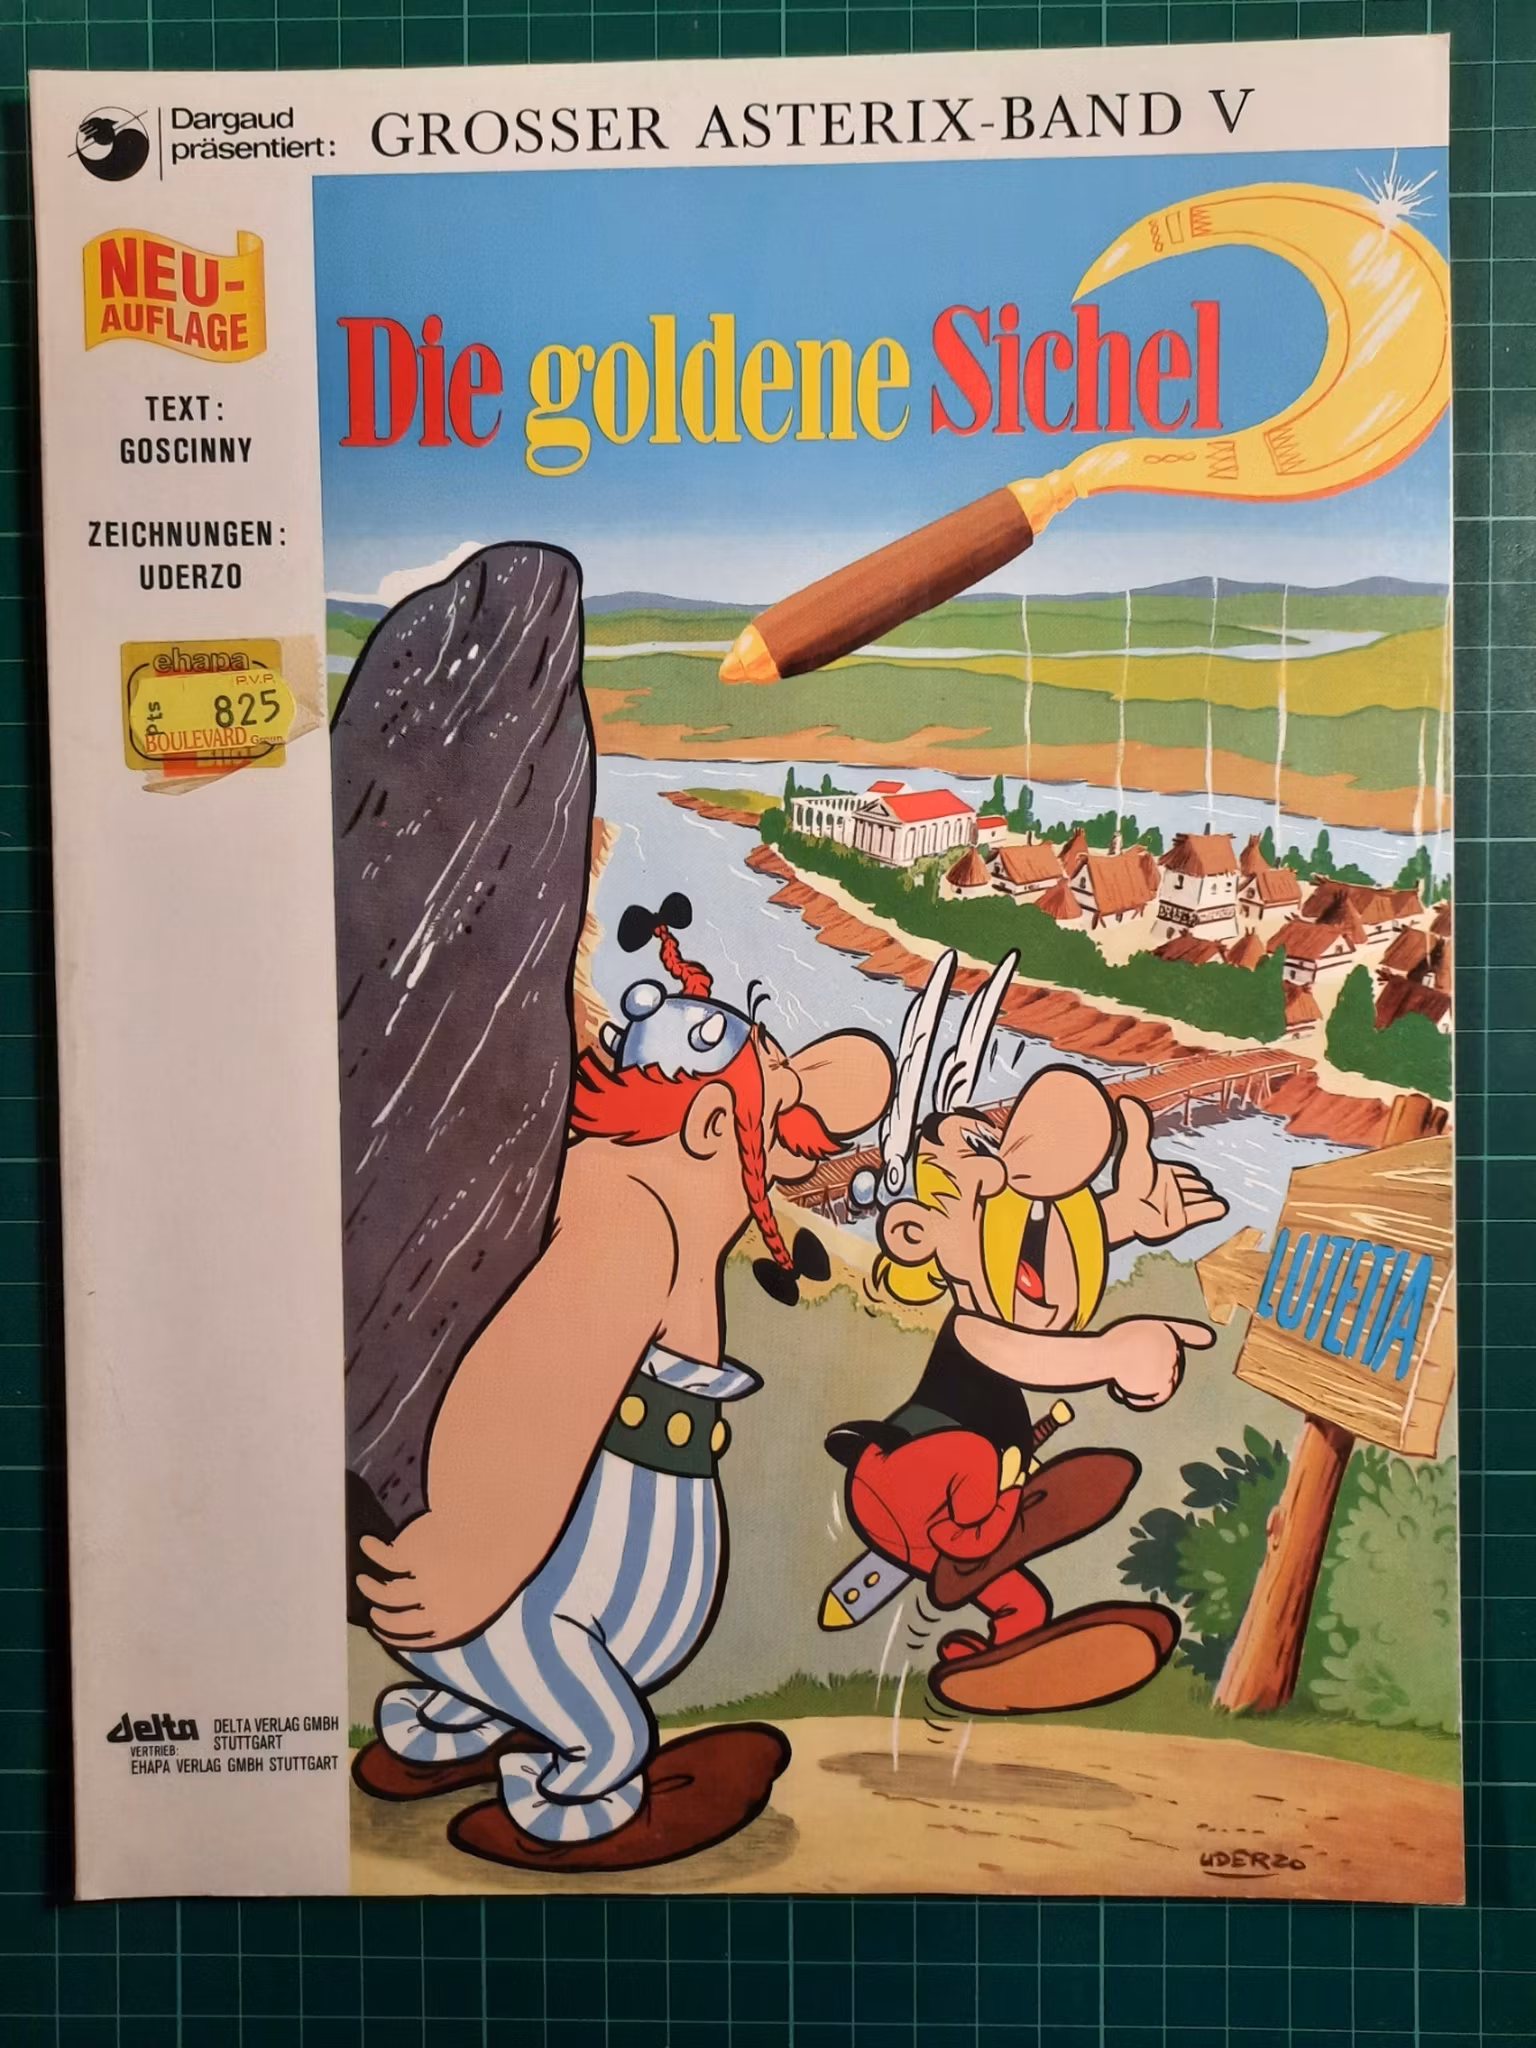 Dargaud
präsentiert:
GROSSER ASTERIX-BAND V
NEU-
AUFLAGE
TEXT:
GOSCINNY
ZEICHNUNGEN:
UDERZO
ehapa
P.V.P.
Pts
825
BOULEVARD
Die goldene Sichel
LUTETIA
delta
DELTA VERLAG GMBH
STUTTGART
VERTRIEB:
EHAPA VERLAG GMBH STUTTGART
UDERZO